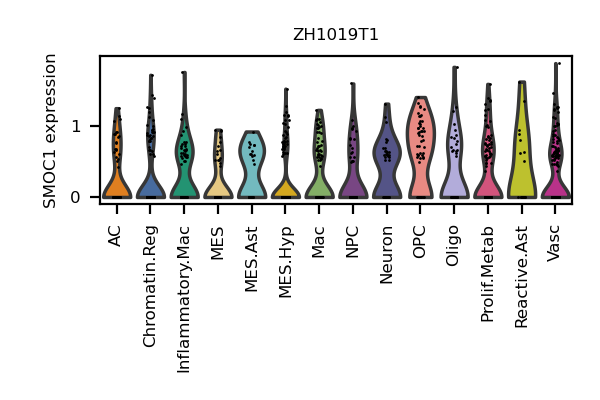 ZH1019T1
SMOC1 expression
1
0
AC
Chromatin.Reg
Inflammatory.Mac
MES
MES.Ast
MES.Hyp
Mac
NPC
Neuron
OPC
Oligo
Prolif.Metab
Reactive.Ast
Vasc